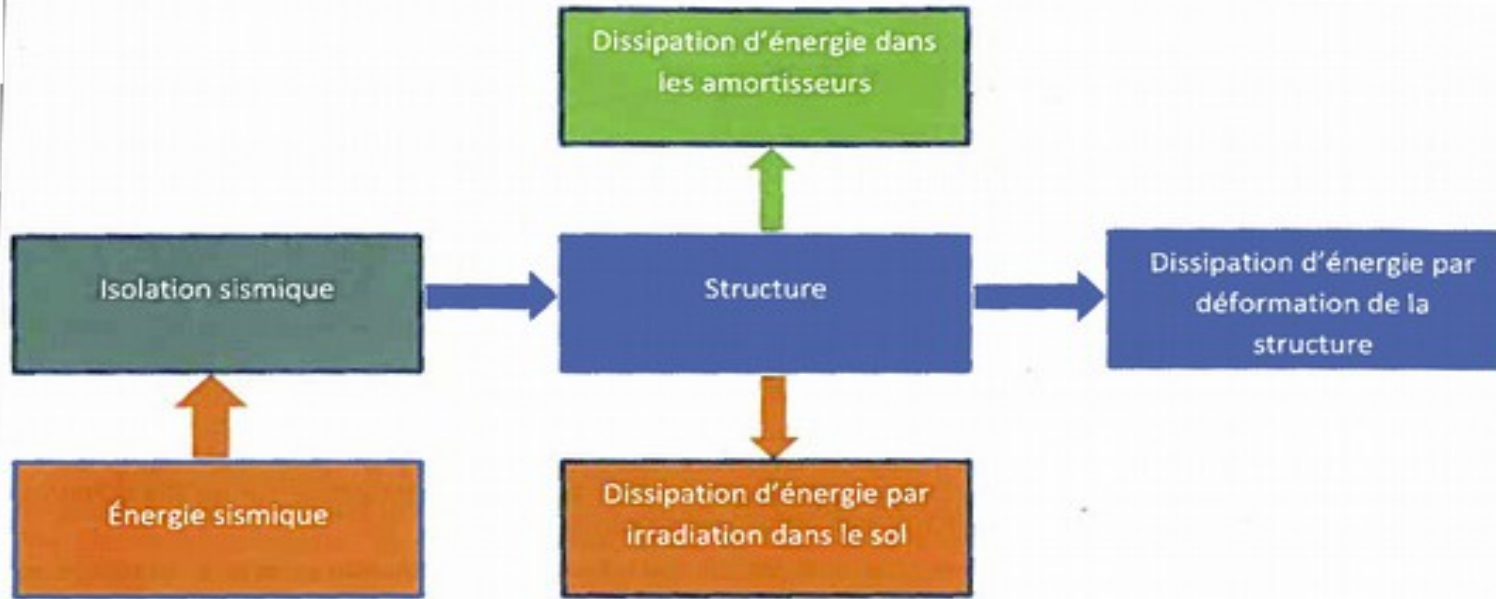 Dissipation d'énergie dans
les amortisseurs
Isolation sismique
Structure
Dissipation d'énergie par
déformation de la
structure
Énergie sismique
Dissipation d'énergie par
irradiation dans le sol